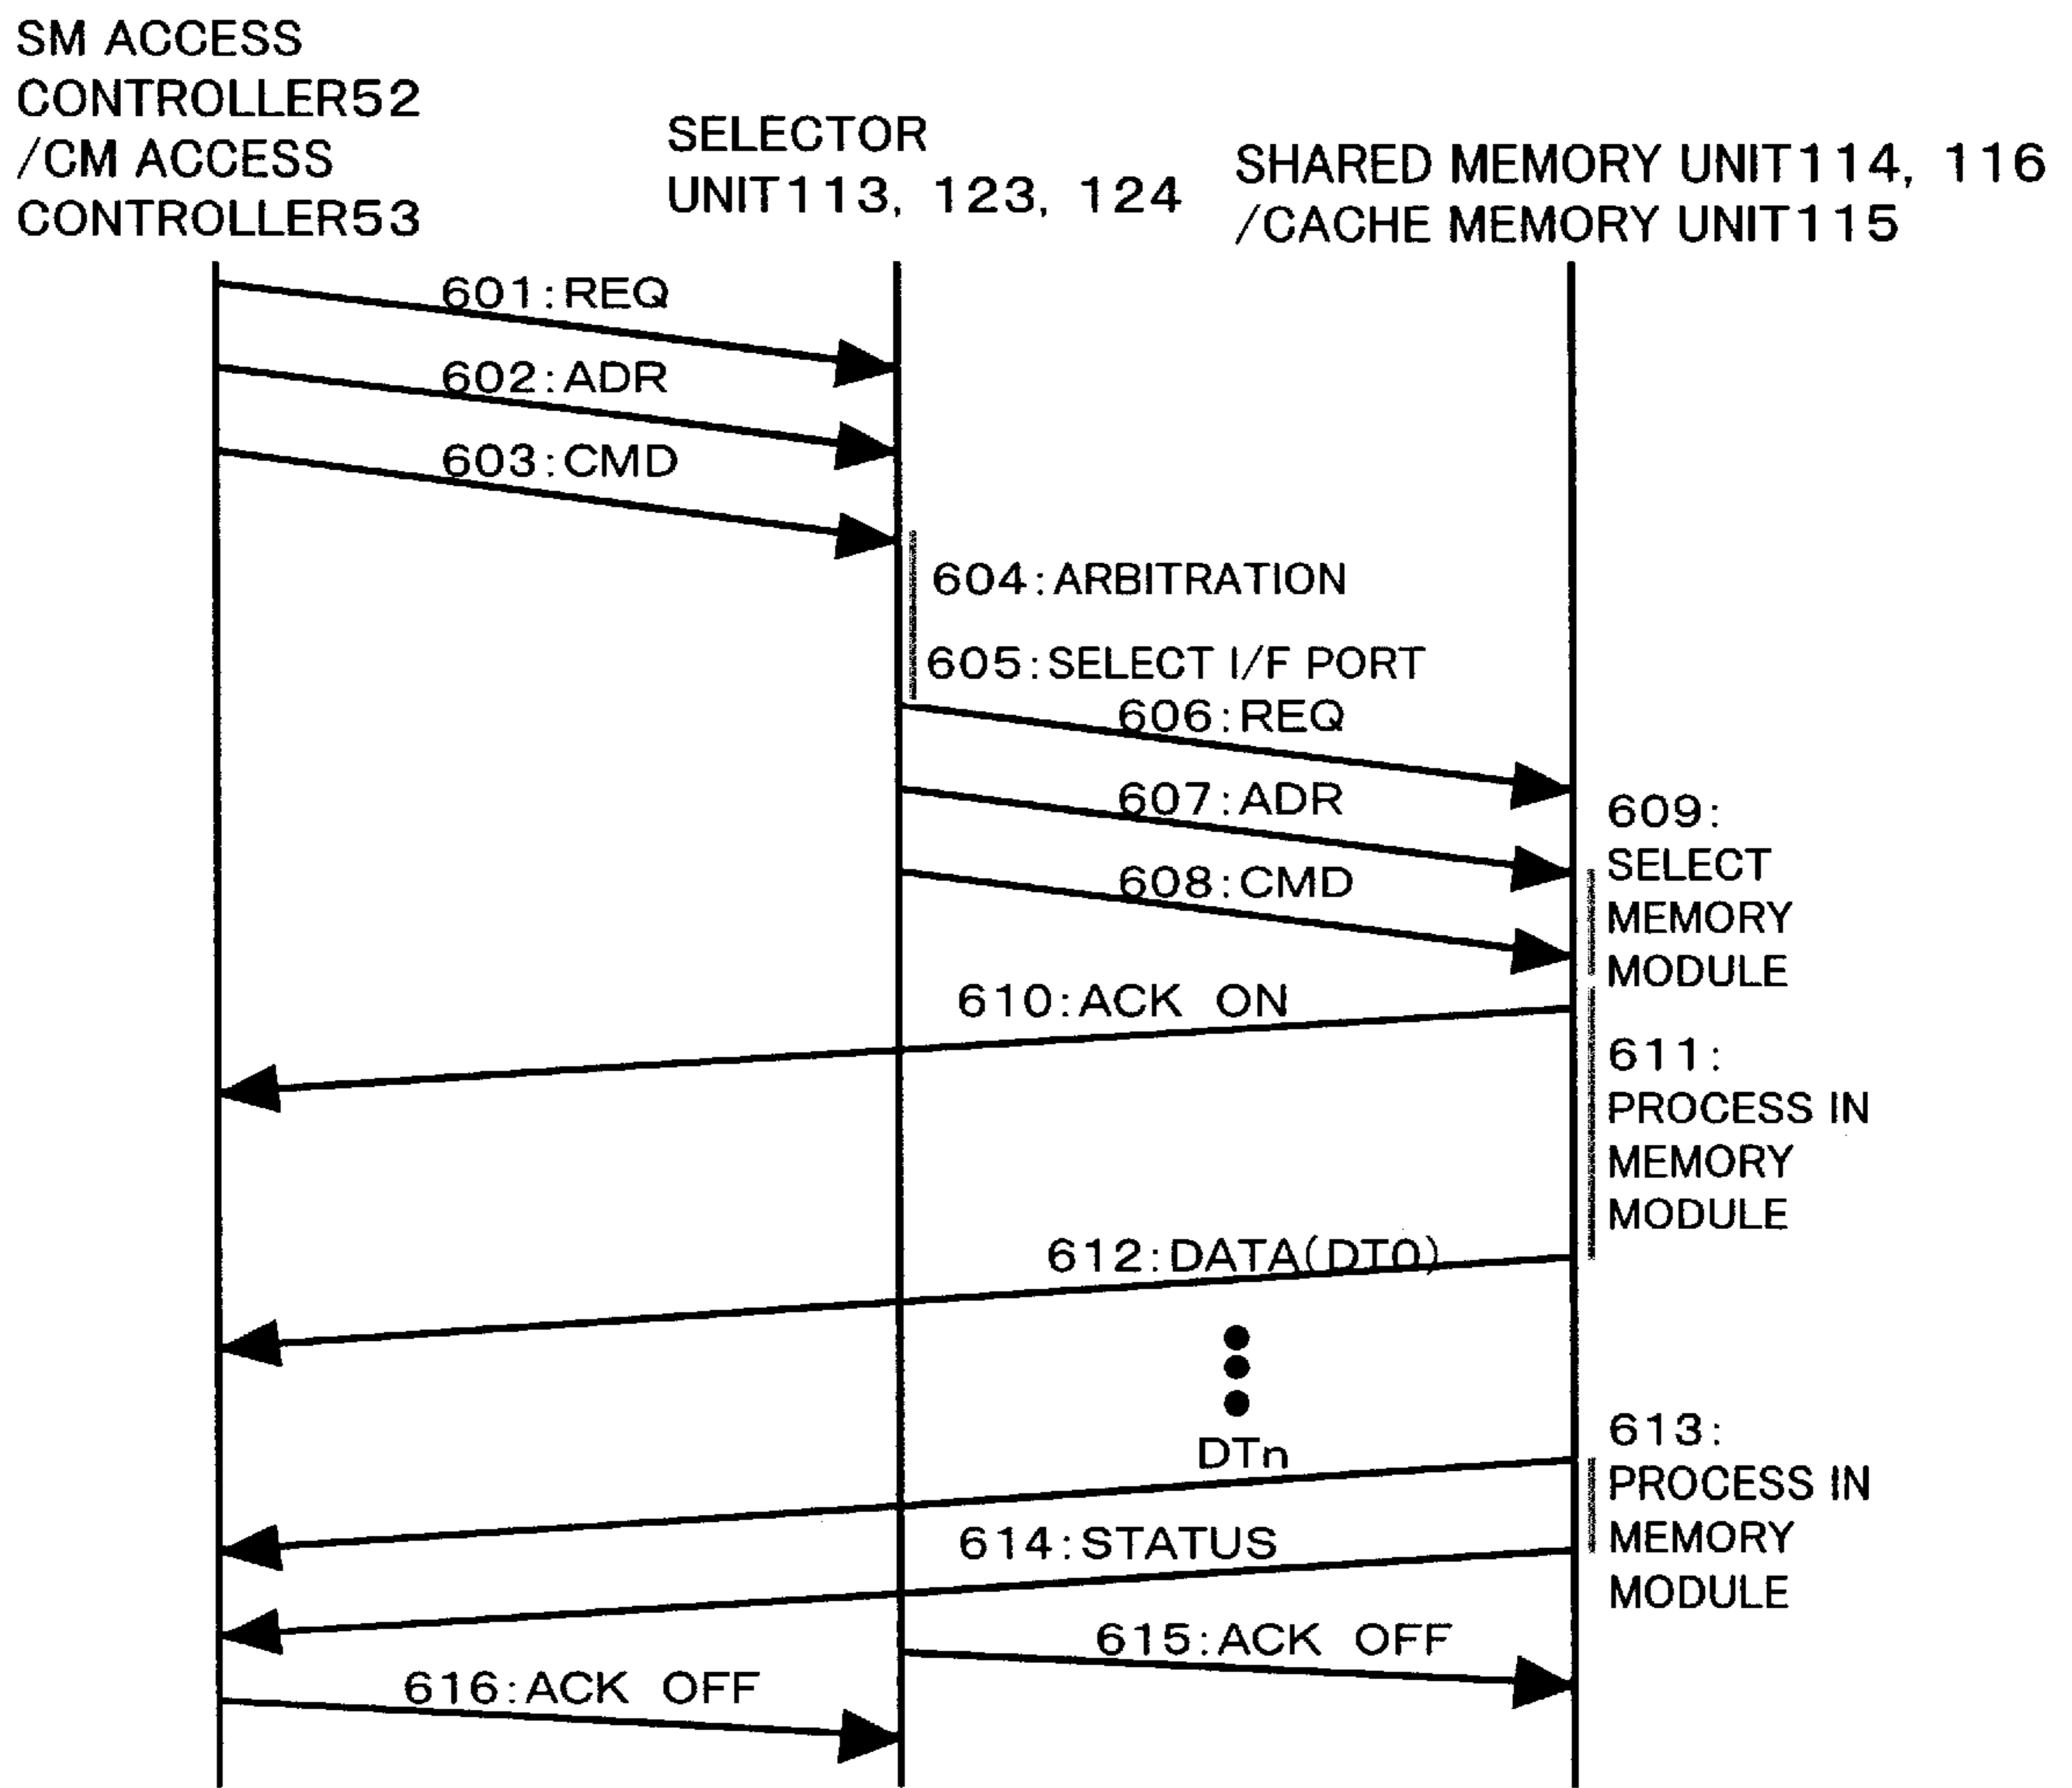 SM ACCESS
CONTROLLER52
/CM ACCESS
CONTROLLER53
SELECTOR
UNIT113, 123, 124
SHARED MEMORY UNIT114, 116
/CACHE MEMORY UNIT115
601:REQ
602:ADR
603:CMD
604:ARBITRATION
605:SELECT I/F PORT
606:REQ
607:ADR
608:CMD
609:
SELECT
MEMORY
MODULE
610:ACK ON
611:
PROCESS IN
MEMORY
MODULE
612:DATA(DT0)
DTn
613:
PROCESS IN
MEMORY
MODULE
614:STATUS
615:ACK OFF
616:ACK OFF